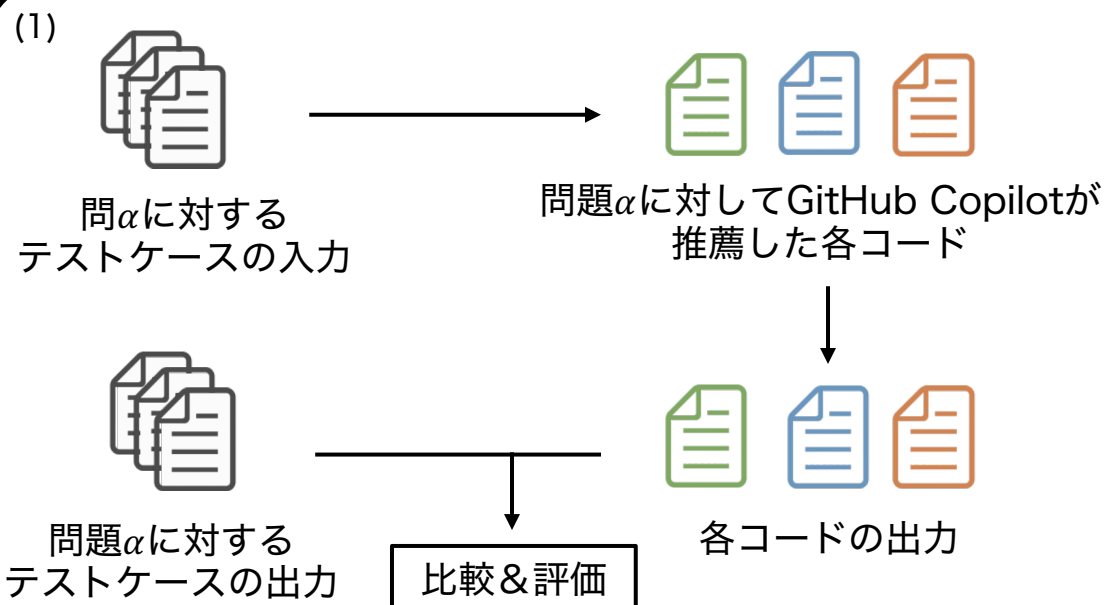 (1)
問αに対する
テストケースの入力
問題αに対してGitHub Copilotが
推薦した各コード
問題αに対する
テストケースの出力
各コードの出力
比較＆評価